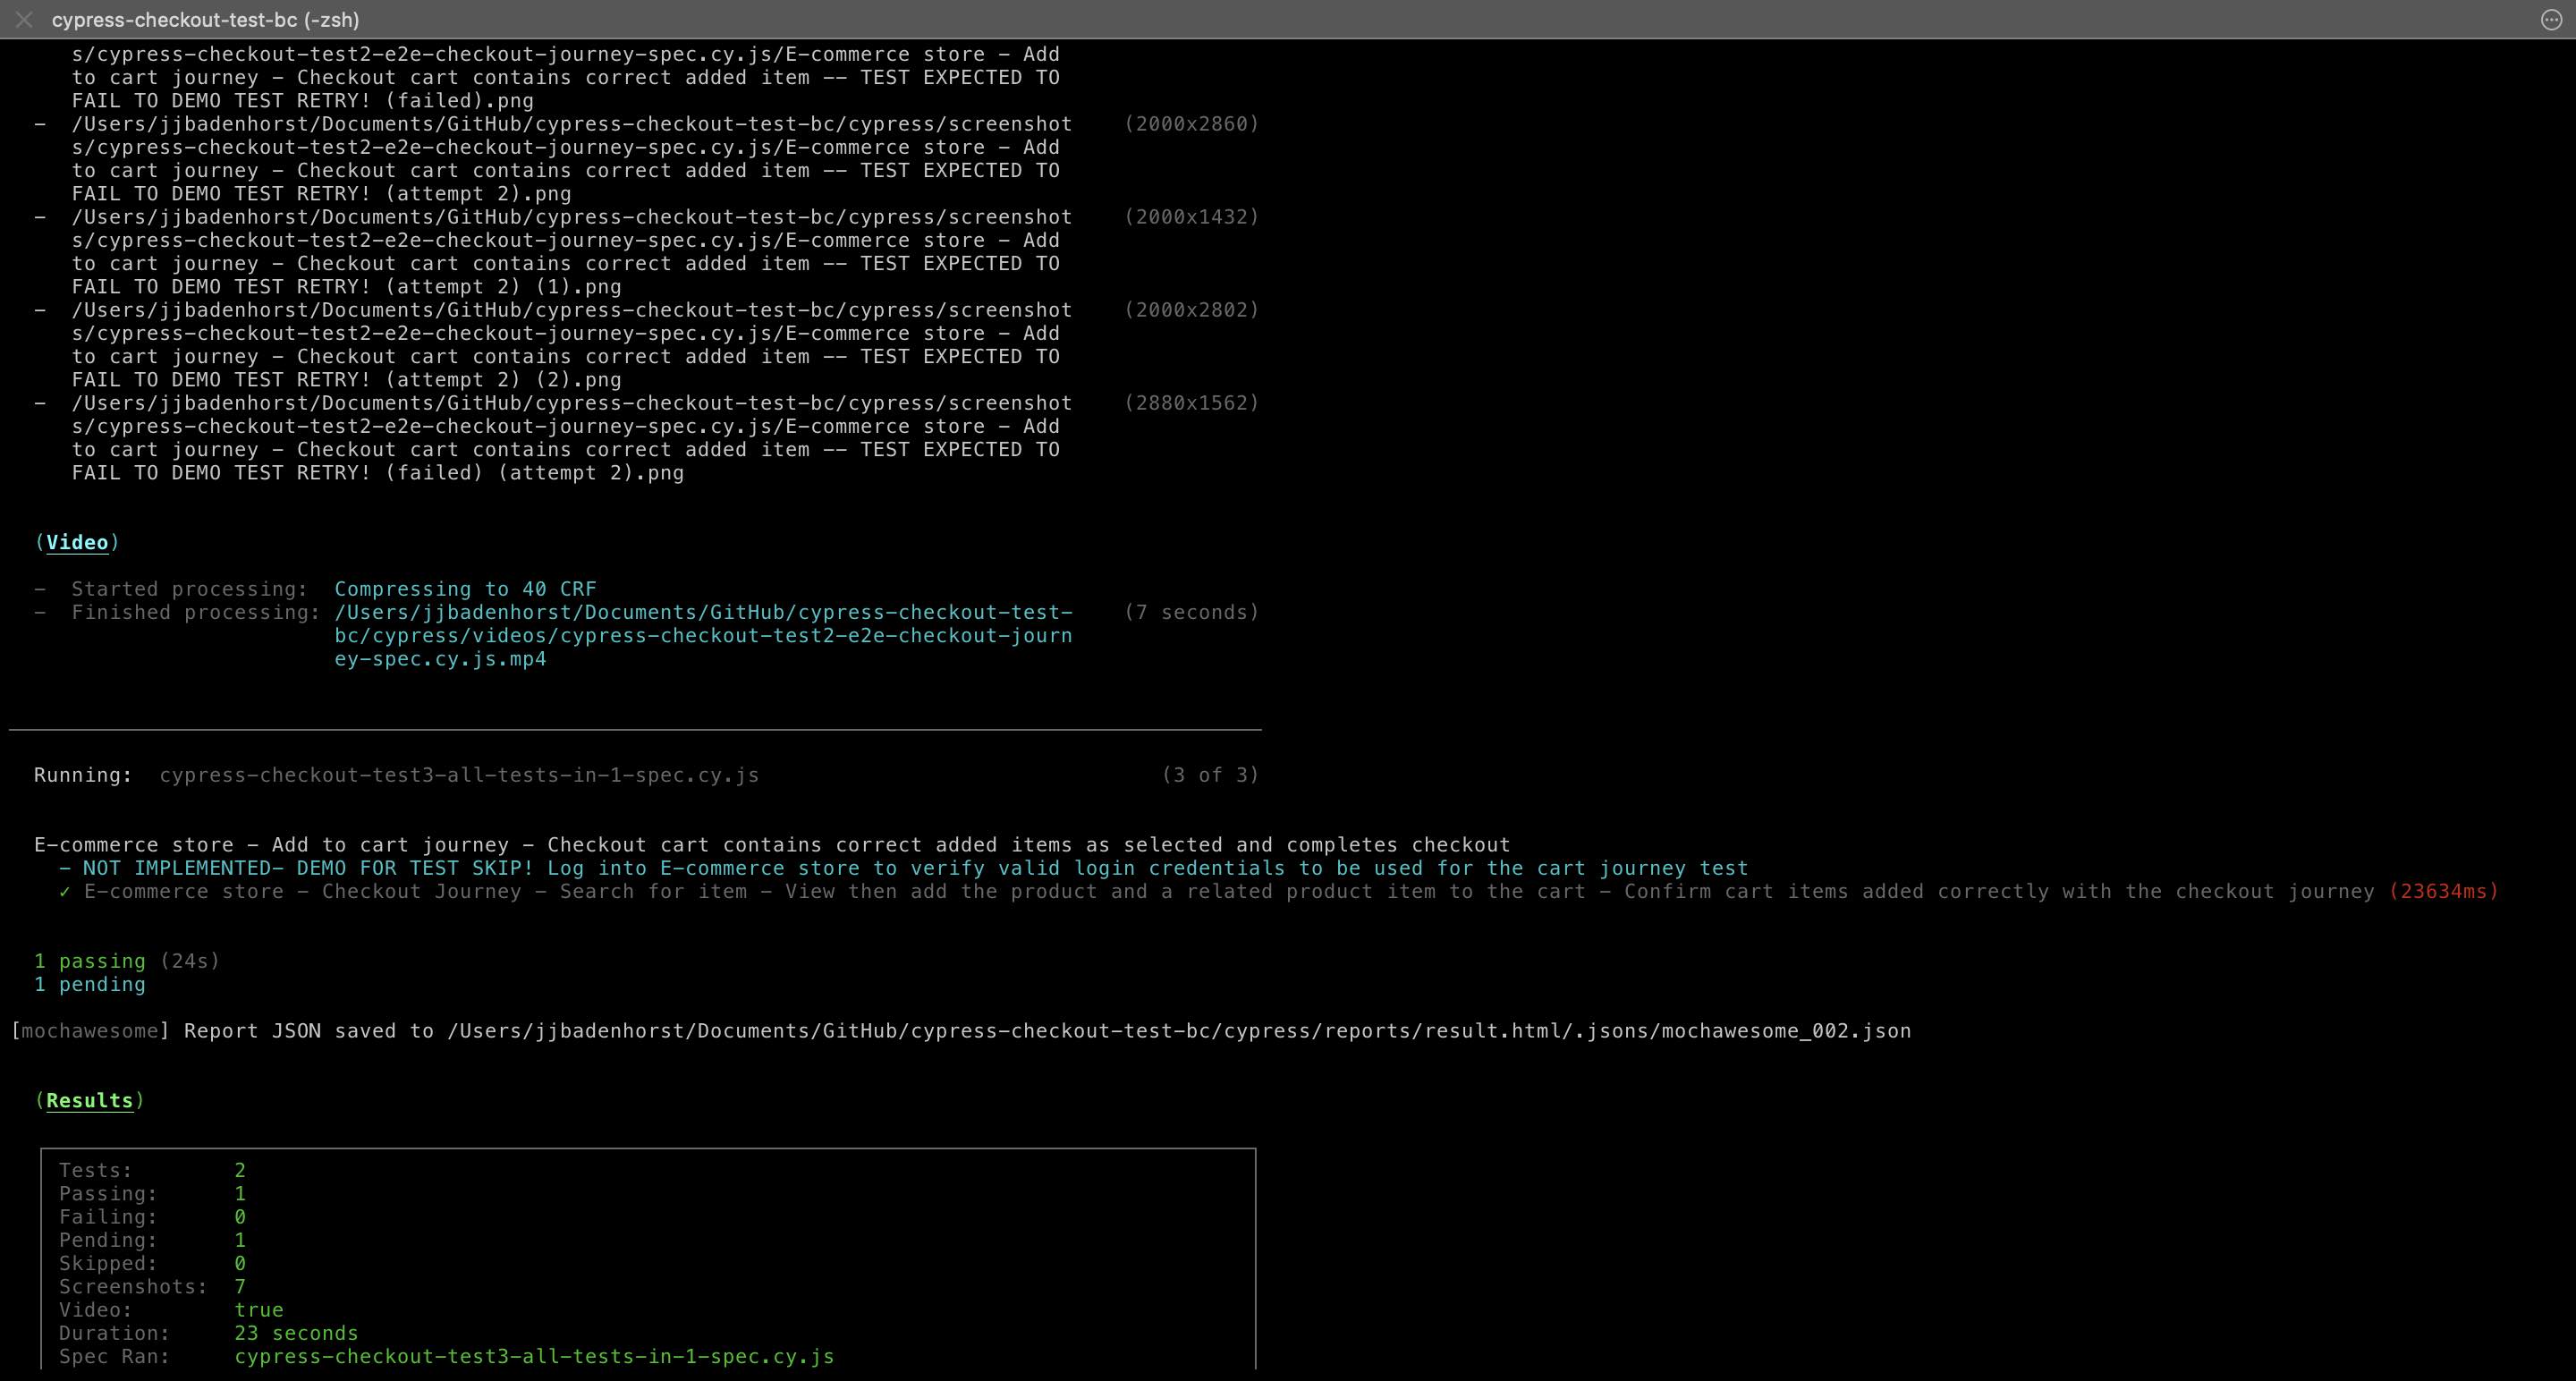 cypress-checkout-test-bc (-zsh)
s/cypress-checkout-test2-e2e-checkout-journey-spec.cy.js/E-commerce store - Add
to cart journey - Checkout cart contains correct added item -- TEST EXPECTED TO
FAIL TO DEMO TEST RETRY! (failed).png
- /Users/jjbadenhorst/Documents/GitHub/cypress-checkout-test-bc/cypress/screenshot (2000x2860)
s/cypress-checkout-test2-e2e-checkout-journey-spec.cy.js/E-commerce store - Add
to cart journey - Checkout cart contains correct added item -- TEST EXPECTED TO
FAIL TO DEMO TEST RETRY! (attempt 2).png
- /Users/jjbadenhorst/Documents/GitHub/cypress-checkout-test-bc/cypress/screenshot (2000x1432)
s/cypress-checkout-test2-e2e-checkout-journey-spec.cy.js/E-commerce store - Add
to cart journey - Checkout cart contains correct added item -- TEST EXPECTED TO
FAIL TO DEMO TEST RETRY! (attempt 2) (1).png
- /Users/jjbadenhorst/Documents/GitHub/cypress-checkout-test-bc/cypress/screenshot (2000x2802)
s/cypress-checkout-test2-e2e-checkout-journey-spec.cy.js/E-commerce store - Add
to cart journey - Checkout cart contains correct added item -- TEST EXPECTED TO
FAIL TO DEMO TEST RETRY! (attempt 2) (2).png
- /Users/jjbadenhorst/Documents/GitHub/cypress-checkout-test-bc/cypress/screenshot (2880x1562)
s/cypress-checkout-test2-e2e-checkout-journey-spec.cy.js/E-commerce store - Add
to cart journey - Checkout cart contains correct added item -- TEST EXPECTED TO
FAIL TO DEMO TEST RETRY! (failed) (attempt 2).png
(Video)
- Started processing: Compressing to 40 CRF
- Finished processing: /Users/jjbadenhorst/Documents/GitHub/cypress-checkout-test- (7 seconds)
bc/cypress/videos/cypress-checkout-test2-e2e-checkout-journ
ey-spec.cy.js.mp4
Running: cypress-checkout-test3-all-tests-in-1-spec.cy.js (3 of 3)
E-commerce store - Add to cart journey - Checkout cart contains correct added items as selected and completes checkout
- NOT IMPLEMENTED- DEMO FOR TEST SKIP! Log into E-commerce store to verify valid login credentials to be used for the cart journey test
✓ E-commerce store - Checkout Journey - Search for item - View then add the product and a related product item to the cart - Confirm cart items added correctly with the checkout journey (23634ms)
1 passing (24s)
1 pending
[mochawesome] Report JSON saved to /Users/jjbadenhorst/Documents/GitHub/cypress-checkout-test-bc/cypress/reports/result.html/.jsons/mochawesome_002.json
(Results)
Tests: 2
Passing: 1
Failing: 0
Pending: 1
Skipped: 0
Screenshots: 7
Video: true
Duration: 23 seconds
Spec Ran: cypress-checkout-test3-all-tests-in-1-spec.cy.js